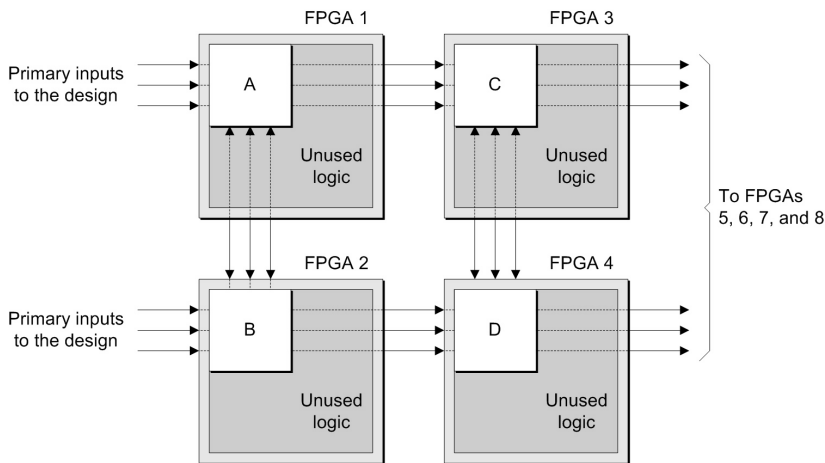 FPGA 1
FPGA 3
Primary inputs
to the design
A
C
Unused
logic
Unused
logic
To FPGAs
5, 6, 7, and 8
FPGA 2
FPGA 4
Primary inputs
to the design
B
D
Unused
logic
Unused
logic